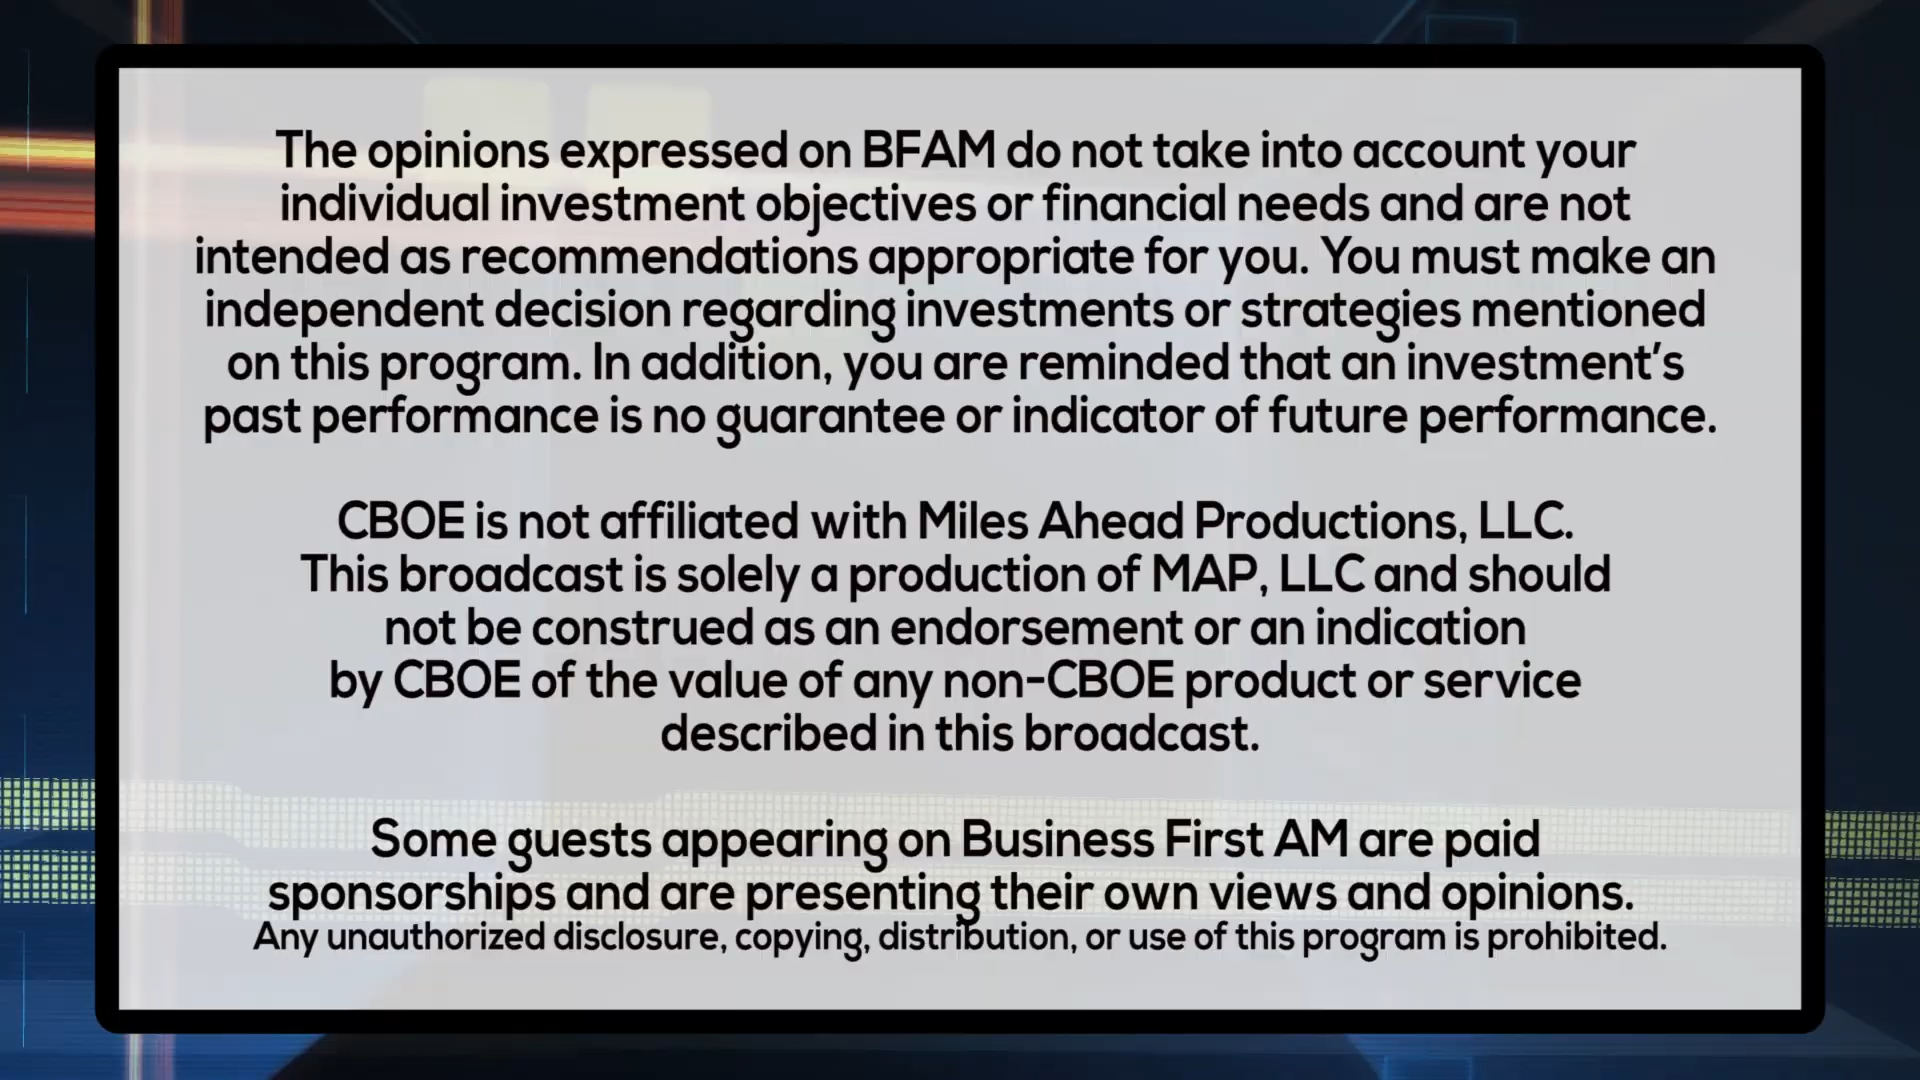 The opinions expressed on BFAM do not take into account your
individual investment objectives or financial needs and are not
intended as recommendations appropriate for you. You must make an
independent decision regarding investments or strategies mentioned
on this program. In addition, you are reminded that an investment’s
past performance is no guarantee or indicator of future performance.
CBOE is not affiliated with Miles Ahead Productions, LLC.
This broadcast is solely a production of MAP, LLC and should
not be construed as an endorsement or an indication
by CBOE of the value of any non-CBOE product or service
described in this broadcast.
Some guests appearing on Business First AM are paid
sponsorships and are presenting their own views and opinions.
Any unauthorized disclosure, copying, distribution, or use of this program is prohibited.